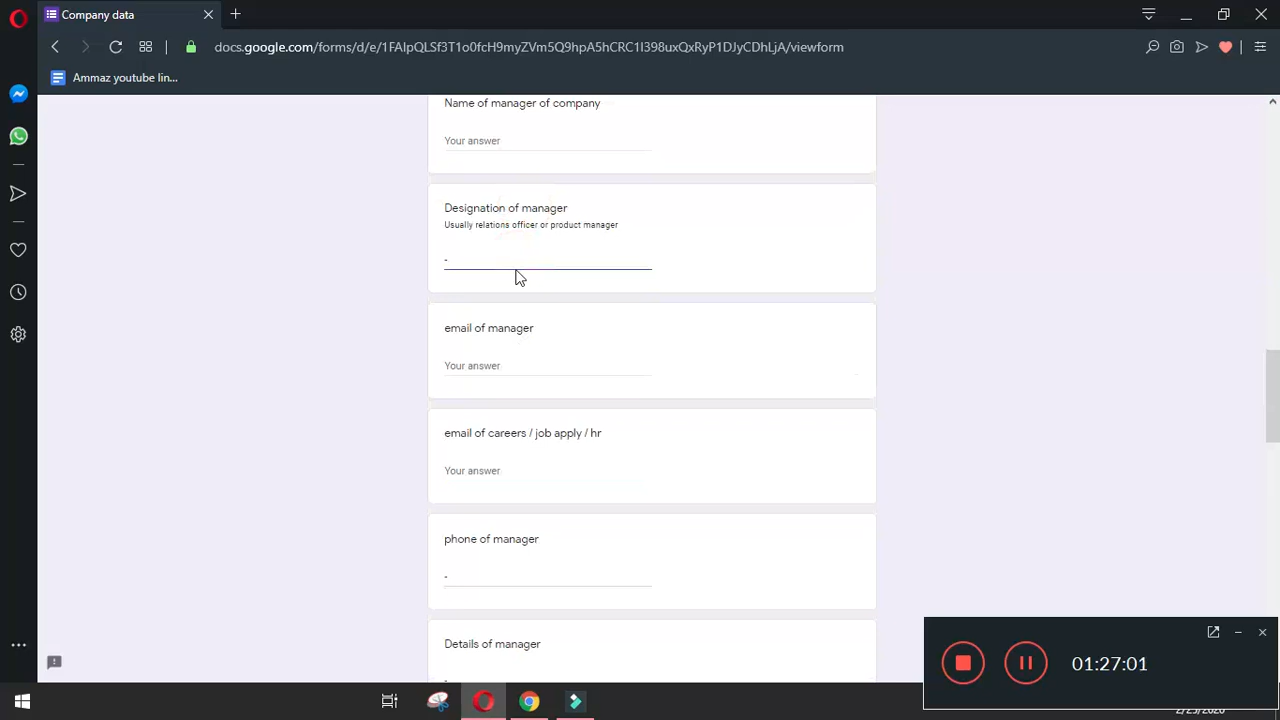 Company data
docs.google.com/forms/d/e/1FAIpQLSf3T1o0fcH9myZVm5Q9hpA5hCRC1I398uxQxRyP1DJyCDhLjA/viewform
Ammaz youtube lin...
Name of manager of company
Your answer
Designation of manager
Usually relations officer or product manager
-
email of manager
Your answer
email of careers / job apply / hr
Your answer
phone of manager
-
Details of manager
-
01:27:01